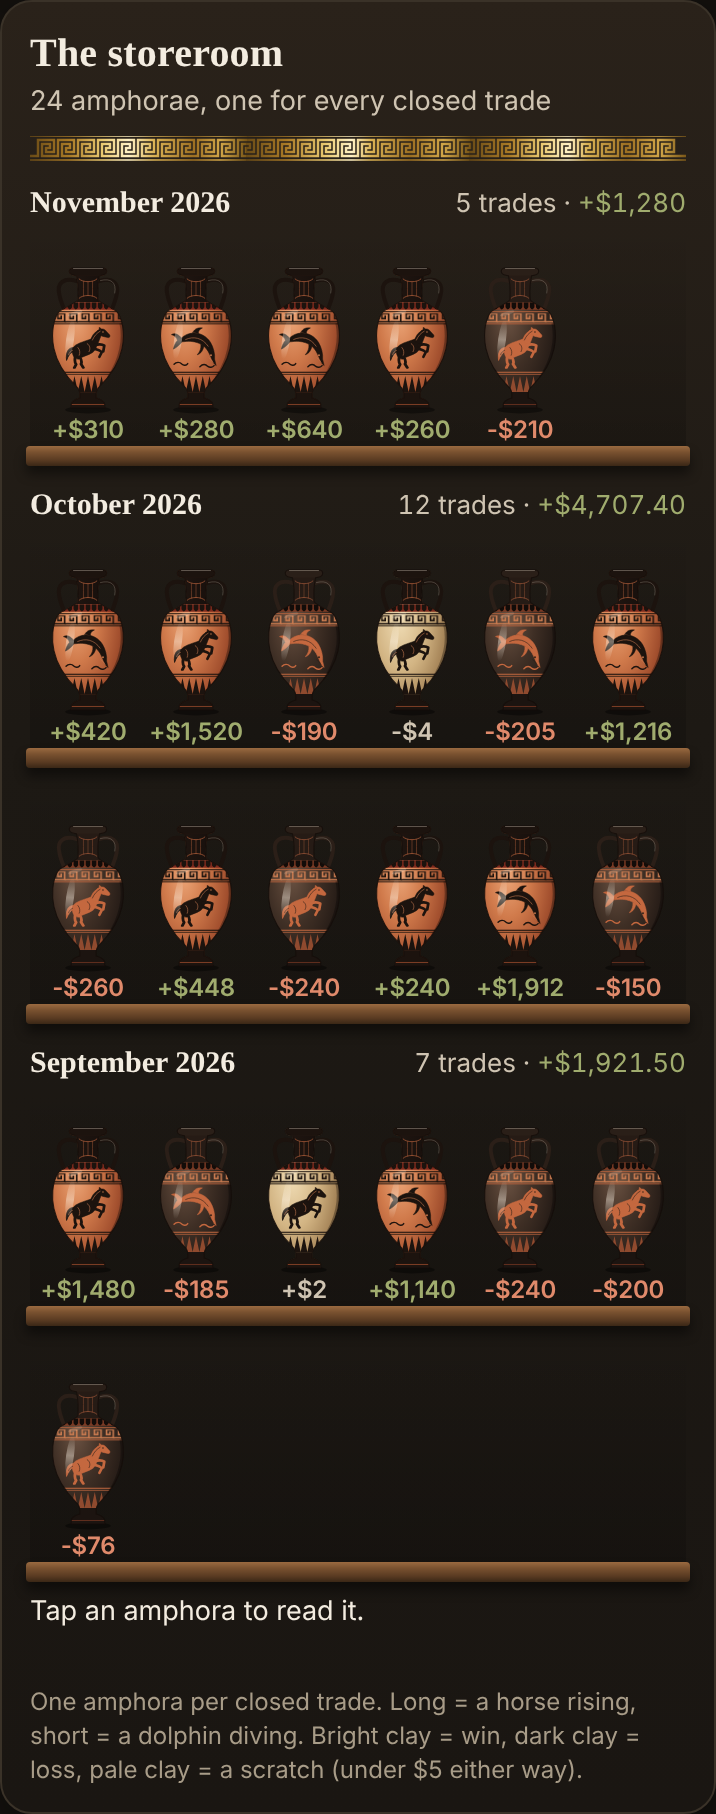 The storeroom
24 amphorae, one for every closed trade
November 2026 5 trades · +$1,280
+$310 +$280 +$640 +$260 -$210
October 2026 12 trades · +$4,707.40
+$420 +$1,520 -$190 -$4 -$205 +$1,216
-$260 +$448 -$240 +$240 +$1,912 -$150
September 2026 7 trades · +$1,921.50
+$1,480 -$185 +$2 +$1,140 -$240 -$200
-$76
Tap an amphora to read it.
One amphora per closed trade. Long = a horse rising,
short = a dolphin diving. Bright clay = win, dark clay =
loss, pale clay = a scratch (under $5 either way).